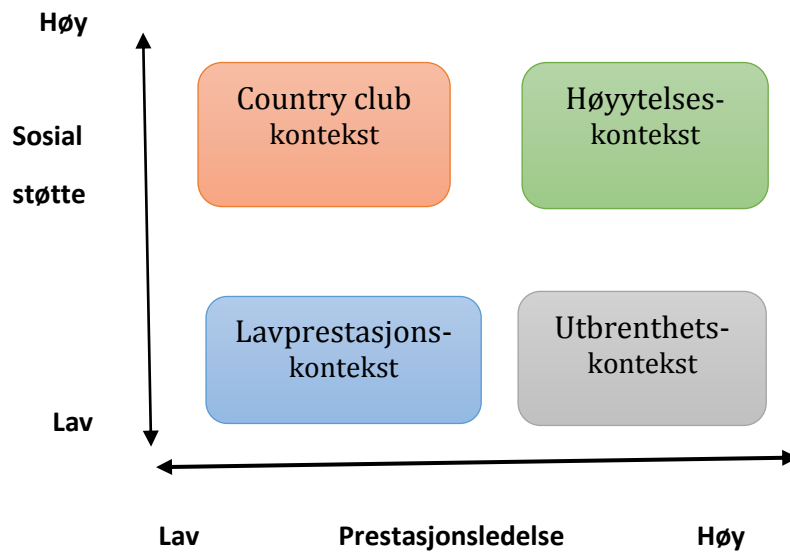 Høy
Country club
kontekst
Høyytelses-
kontekst
Sosial
støtte
Lavprestasjons-
kontekst
Utbrenthets-
kontekst
Lav
Lav Prestasjonsledelse Høy